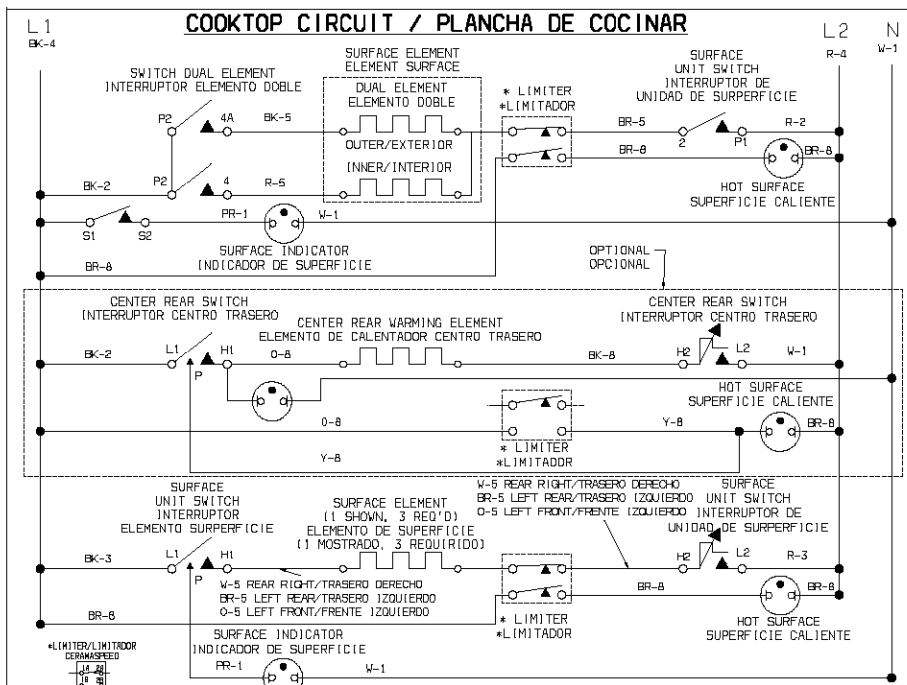 COOKTOP CIRCUIT / PLANCHA DE COCINAR
L1
BK-4
L2
R-4
N
W-1
SURFACE ELEMENT
ELEMENT SURFACE
SWITCH DUAL ELEMENT
INTERRUPTOR ELEMENTO DOBLE
DUAL ELEMENT
ELEMENTO DOBLE
* LIMITER
*LIMITADOR
SURFACE
UNIT SWITCH
INTERRUPTOR DE
UNIDAD DE SURPERFICIE
P2
4A
BK-5
OUTER/EXTERIOR
BR-5
2
P1
R-2
INNER/INTERIOR
BR-8
BR-8
BK-2
P2
4
R-5
HOT SURFACE
SUPERFICIE CALIENTE
S1
S2
PR-1
W-1
SURFACE INDICATOR
INDICADOR DE SUPERFICIE
BR-8
OPTIONAL
OPCIONAL
CENTER REAR SWITCH
INTERRUPTOR CENTRO TRASERO
CENTER REAR WARMING ELEMENT
ELEMENTO DE CALENTADOR CENTRO TRASERO
CENTER REAR SWITCH
INTERRUPTOR CENTRO TRASERO
BK-2
L1
H1
P
O-8
BK-8
H2
L2
W-1
HOT SURFACE
SUPERFICIE CALIENTE
O-8
Y-8
BR-8
Y-8
* LIMITER
*LIMITADDR
SURFACE
UNIT SWITCH
INTERRUPTOR
ELEMENTO SURPERFICIE
SURFACE ELEMENT
(1 SHOWN, 3 REQ'D)
ELEMENTO DE SUPERFICIE
(1 MOSTRADO, 3 REQUIRIDO)
W-5 REAR RIGHT/TRASERO DERECHO
BR-5 LEFT REAR/TRASERO IZQUIERDO
O-5 LEFT FRONT/FRENTE IZQUIERDO
SURFACE
UNIT SWITCH
INTERRUPTOR DE
UNIDAD DE SURPERFICIE
BK-3
L1
H1
P
H2
L2
R-3
W-5 REAR RIGHT/TRASERO DERECHO
BR-5 LEFT REAR/TRASERO IZQUIERDO
O-5 LEFT FRONT/FRENTE IZQUIERDO
BR-8
BR-8
BR-8
* LIMITER
*LIMITADOR
HOT SURFACE
SUPERFICIE CALIENTE
*LIMITER/LIMITADOR
CERAMASPEED
SURFACE INDICATOR
INDICADOR DE SUPERFICIE
PR-1
W-1